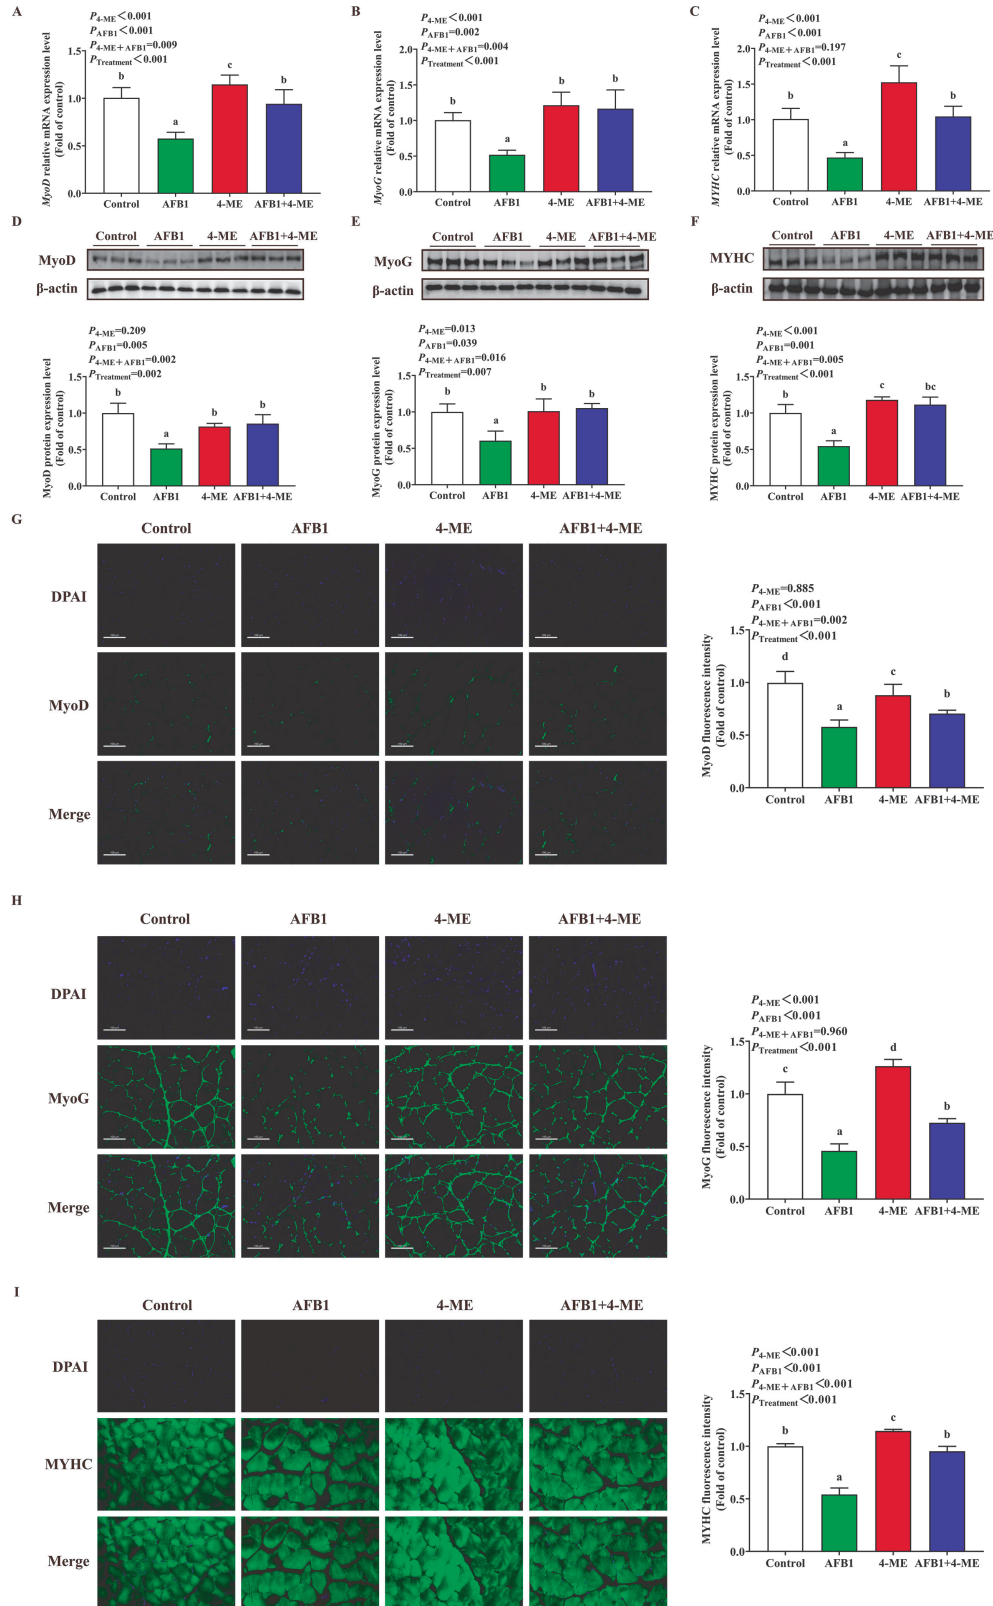 A
P4-ME<0.001
PAFB1<0.001
P4-ME+AFB1=0.009
PTreatment<0.001
MyoD relative mRNA expression level
(Fold of control)
1.5
1.0
0.5
0.0
b
a
c
b
Control AFB1 4-ME AFB1+4-ME
B
P4-ME<0.001
PAFB1=0.002
P4-ME+AFB1=0.004
PTreatment<0.001
MyoG relative mRNA expression level
(Fold of control)
2.0
1.5
1.0
0.5
0.0
b
a
b
b
Control AFB1 4-ME AFB1+4-ME
C
P4-ME<0.001
PAFB1<0.001
P4-ME+AFB1=0.197
PTreatment<0.001
MYHC relative mRNA expression level
(Fold of control)
2.0
1.5
1.0
0.5
0.0
b
a
c
b
Control AFB1 4-ME AFB1+4-ME
D
Control AFB1 4-ME AFB1+4-ME
MyoD
β-actin
P4-ME=0.209
PAFB1=0.005
P4-ME+AFB1=0.002
PTreatment=0.002
MyoD protein expression level
(Fold of control)
1.5
1.0
0.5
0.0
b
a
b
b
Control AFB1 4-ME AFB1+4-ME
E
Control AFB1 4-ME AFB1+4-ME
MyoG
β-actin
P4-ME=0.013
PAFB1=0.039
P4-ME+AFB1=0.016
PTreatment=0.007
MyoG protein expression level
(Fold of control)
1.5
1.0
0.5
0.0
b
a
b
b
Control AFB1 4-ME AFB1+4-ME
F
Control AFB1 4-ME AFB1+4-ME
MYHC
β-actin
P4-ME<0.001
PAFB1=0.001
P4-ME+AFB1=0.005
PTreatment<0.001
MYHC protein expression level
(Fold of control)
1.5
1.0
0.5
0.0
b
a
c
bc
Control AFB1 4-ME AFB1+4-ME
G
Control AFB1 4-ME AFB1+4-ME
DPAI
MyoD
Merge
P4-ME=0.885
PAFB1<0.001
P4-ME+AFB1=0.002
PTreatment<0.001
MyoD fluorescence intensity
(Fold of control)
1.5
1.0
0.5
0.0
d
a
c
b
Control AFB1 4-ME AFB1+4-ME
H
Control AFB1 4-ME AFB1+4-ME
DPAI
MyoG
Merge
P4-ME<0.001
PAFB1<0.001
P4-ME+AFB1=0.960
PTreatment<0.001
MyoG fluorescence intensity
(Fold of control)
1.5
1.0
0.5
0.0
c
a
d
b
Control AFB1 4-ME AFB1+4-ME
I
Control AFB1 4-ME AFB1+4-ME
DPAI
MYHC
Merge
P4-ME<0.001
PAFB1<0.001
P4-ME+AFB1<0.001
PTreatment<0.001
MYHC fluorescence intensity
(Fold of control)
1.5
1.0
0.5
0.0
b
a
c
b
Control AFB1 4-ME AFB1+4-ME